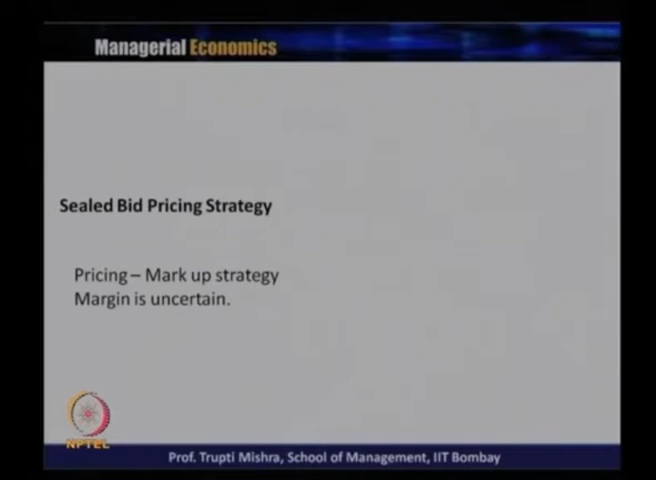 Managerial Economics
Sealed Bid Pricing Strategy
Pricing – Mark up strategy
Margin is uncertain.
NPTEL
Prof. Trupti Mishra, School of Management, IIT Bombay